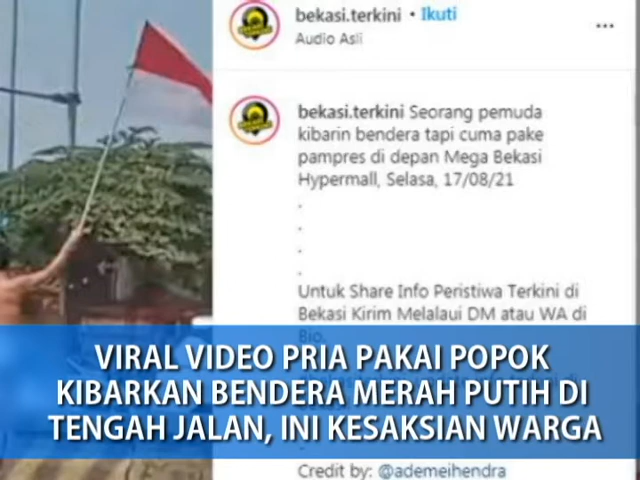 bekasi.terkini • Ikuti
Audio Asli
bekasi.terkini Seorang pemuda
kibarin bendera tapi cuma pake
pampres di depan Mega Bekasi
Hypermall, Selasa, 17/08/21
.
.
.
.
Untuk Share Info Peristiwa Terkini di
Bekasi Kirim Melalaui DM atau WA di
Bio.
VIRAL VIDEO PRIA PAKAI POPOK
KIBARKAN BENDERA MERAH PUTIH DI
TENGAH JALAN, INI KESAKSIAN WARGA
Credit by: @ademeihendra